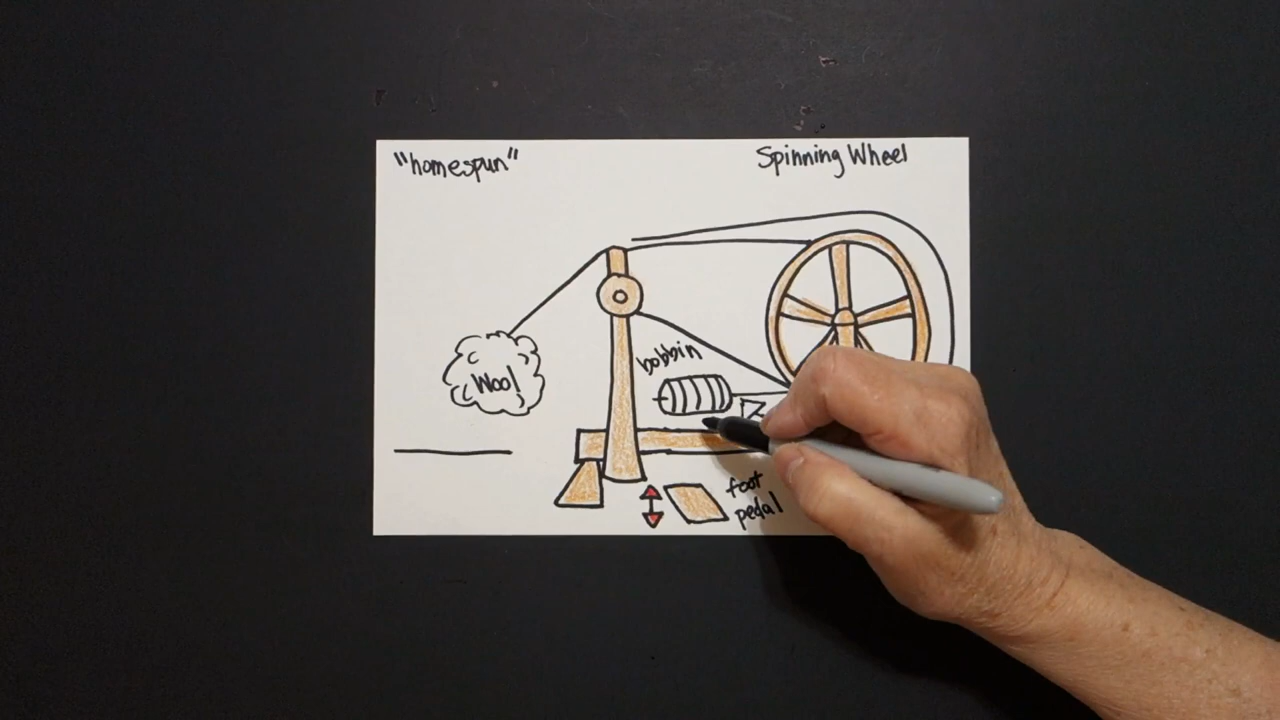 "homespun"
Spinning Wheel
bobbin
Wool
foot
pedal